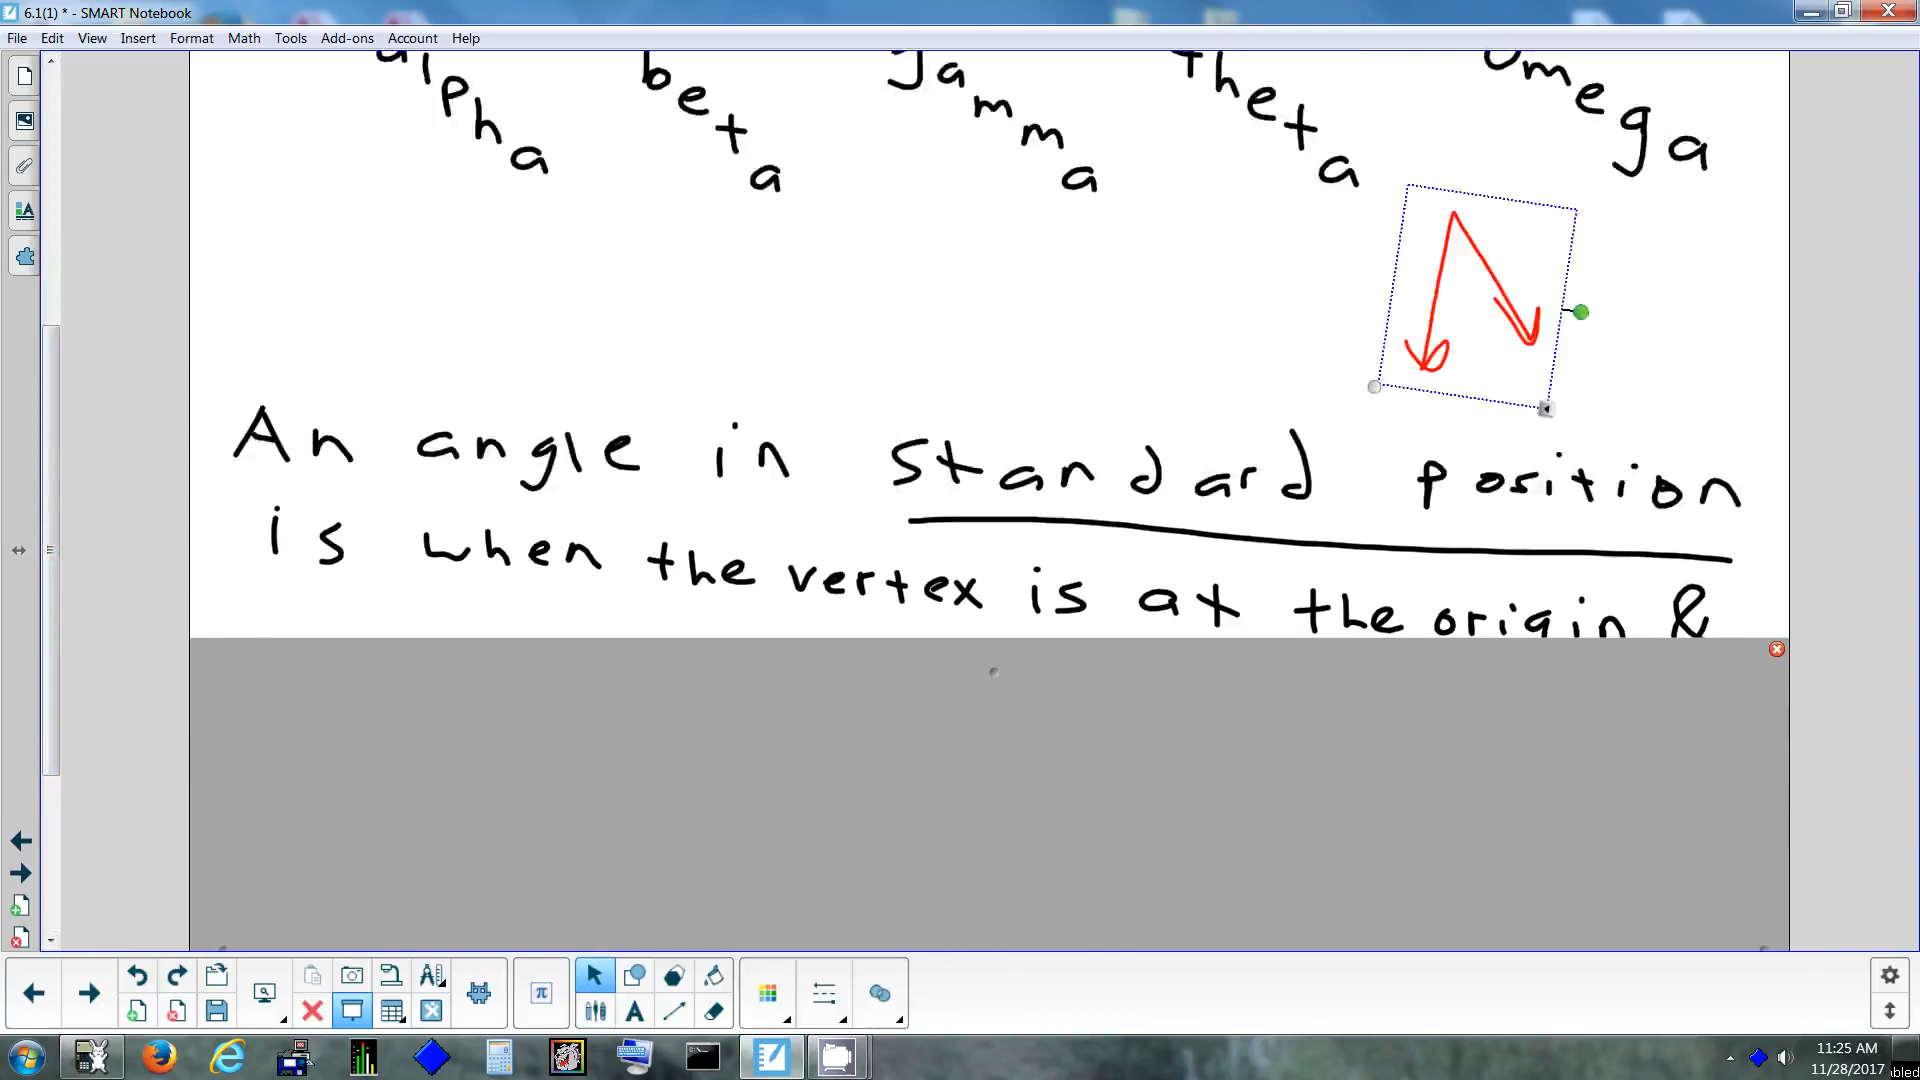 6.1(1) * - SMART Notebook
File Edit View Insert Format Math Tools Add-ons Account Help
alpha beta gamma theta omega
An angle in standard position
is when the vertex is at the origin &
π
A
11:25 AM
11/28/2017
bled